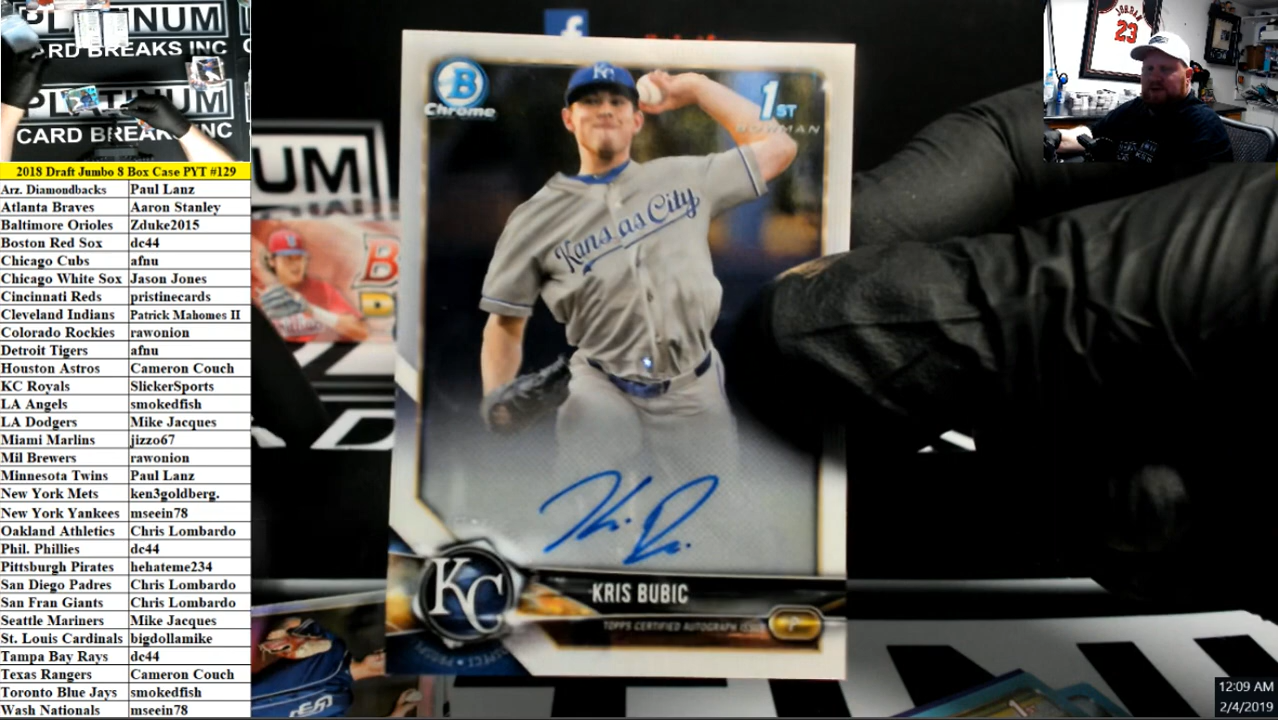 PLATINUM
CARD BREAKS INC
PLATINUM
CARD BREAKS INC
2018 Draft Jumbo 8 Box Case PYT #129
Arz. Diamondbacks Paul Lanz
Atlanta Braves Aaron Stanley
Baltimore Orioles Zduke2015
Boston Red Sox dc44
Chicago Cubs afnu
Chicago White Sox Jason Jones
Cincinnati Reds pristinecards
Cleveland Indians Patrick Mahomes II
Colorado Rockies rawonion
Detroit Tigers afnu
Houston Astros Cameron Couch
KC Royals SlickerSports
LA Angels smokedfish
LA Dodgers Mike Jacques
Miami Marlins jizzo67
Mil Brewers rawonion
Minnesota Twins Paul Lanz
New York Mets ken3goldberg.
New York Yankees mseein78
Oakland Athletics Chris Lombardo
Phil. Phillies dc44
Pittsburgh Pirates hehateme234
San Diego Padres Chris Lombardo
San Fran Giants Chris Lombardo
Seattle Mariners Mike Jacques
St. Louis Cardinals bigdollamike
Tampa Bay Rays dc44
Texas Rangers Cameron Couch
Toronto Blue Jays smokedfish
Wash Nationals mseein78
B
Chrome
KC
1ST
BOWMAN
Kansas City
KC
KRIS BUBIC
TOPPS CERTIFIED AUTOGRAPH ISSUE
P
JORDAN
23
12:09 AM
2/4/2019